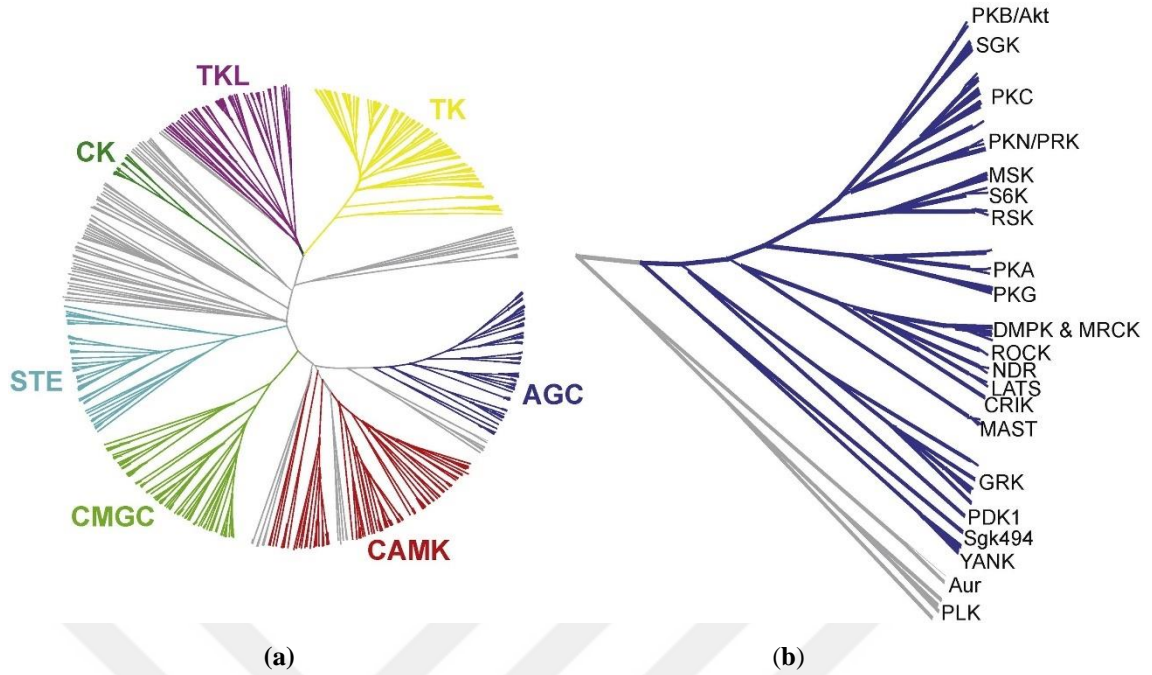 TKL
TK
CK
STE
AGC
CMGC
CAMK
(a)
PKB/Akt
SGK
PKC
PKN/PRK
MSK
S6K
RSK
PKA
PKG
DMPK & MRCK
ROCK
NDR
LATS
CRIK
MAST
GRK
PDK1
Sgk494
YANK
Aur
PLK
(b)